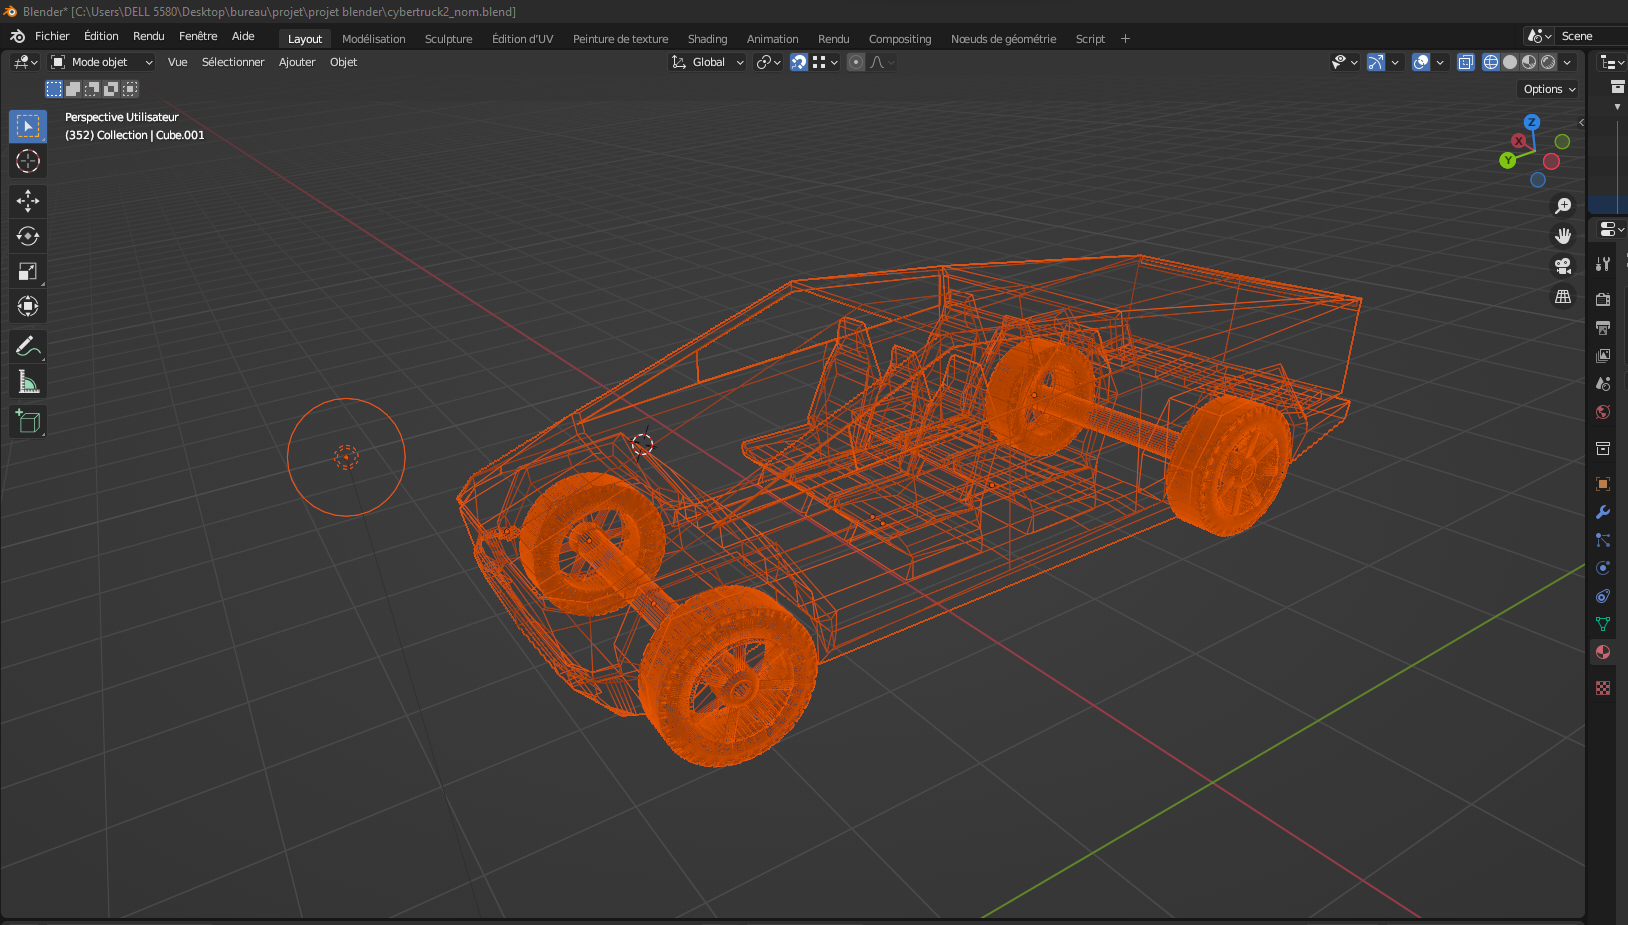 Blender* [C:\Users\DELL 5580\Desktop\bureau\projet\projet blender\cybertruck2_nom.blend]
Fichier Édition Rendu Fenêtre Aide Layout Modélisation Sculpture Édition d'UV Peinture de texture Shading Animation Rendu Compositing Nœuds de géométrie Script + Scene
Mode objet Vue Sélectionner Ajouter Objet Global
Options
Perspective Utilisateur
(352) Collection | Cube.001
Z
X
Y